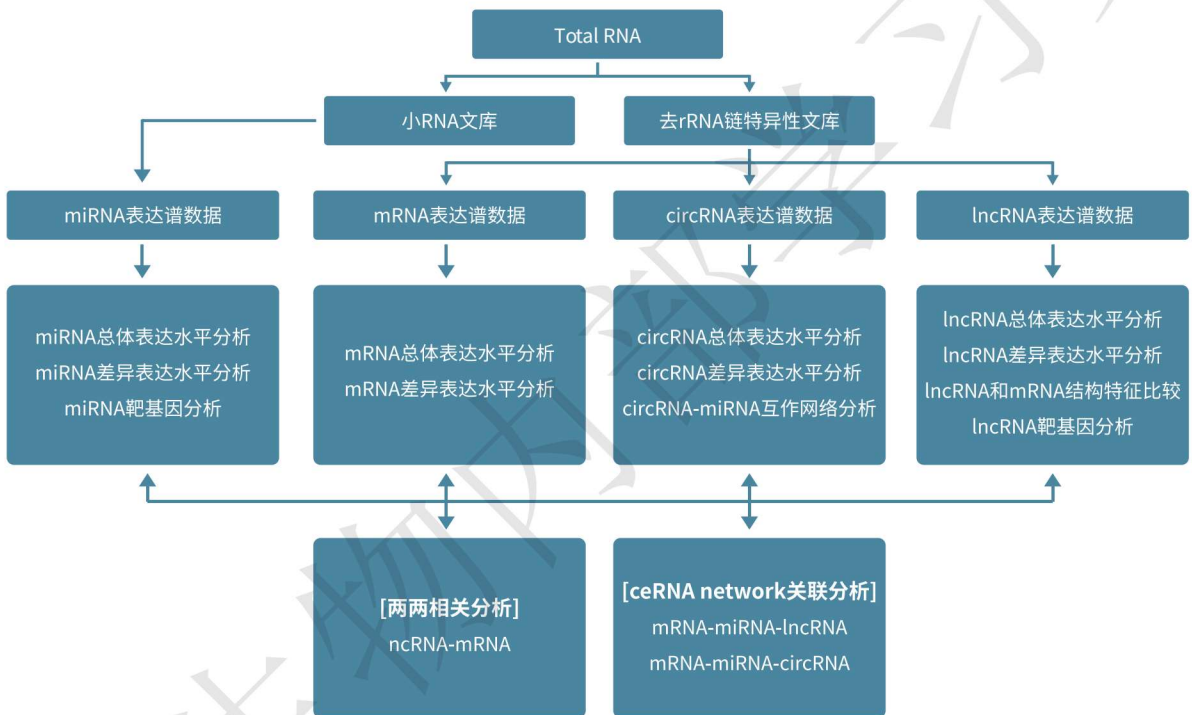 Total RNA
小RNA文库
去rRNA链特异性文库
miRNA表达谱数据
mRNA表达谱数据
circRNA表达谱数据
lncRNA表达谱数据
miRNA总体表达水平分析
miRNA差异表达水平分析
miRNA靶基因分析
mRNA总体表达水平分析
mRNA差异表达水平分析
circRNA总体表达水平分析
circRNA差异表达水平分析
circRNA-miRNA互作网络分析
lncRNA总体表达水平分析
lncRNA差异表达水平分析
lncRNA和mRNA结构特征比较
lncRNA靶基因分析
[两两相关分析]
ncRNA-mRNA
[ceRNA network关联分析]
mRNA-miRNA-lncRNA
mRNA-miRNA-circRNA
物内部学习